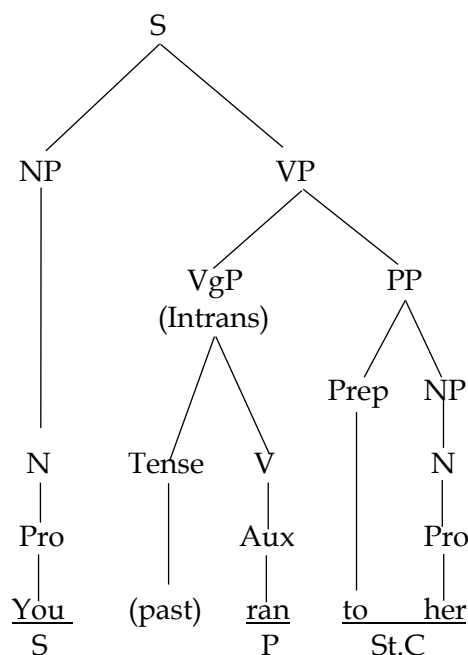 S
NP VP
VgP PP
(Intrans)
Prep NP
N Tense V N
Pro Aux Pro
You (past) ran to her
S P St.C